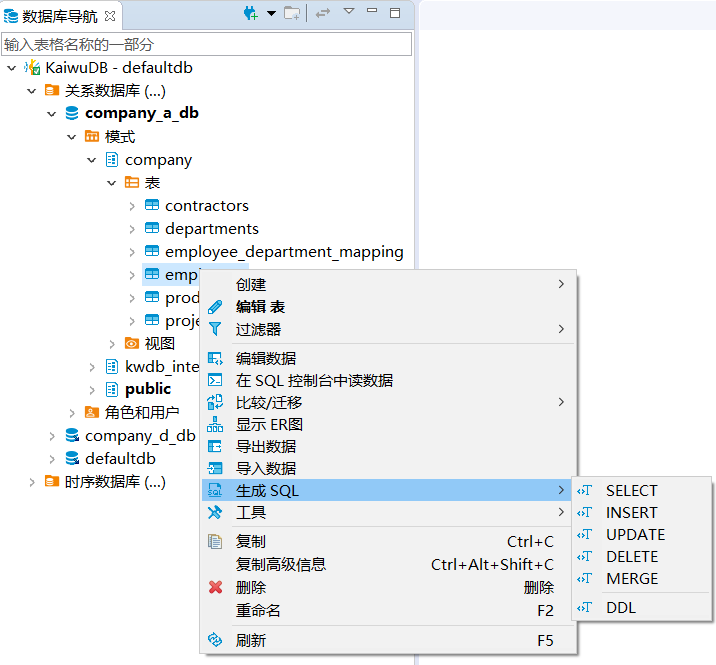 数据库导航
输入表格名称的一部分
KaiwuDB - defaultdb
关系数据库 (...)
company_a_db
模式
company
表
contractors
departments
employee_department_mapping
empl
prod
proje
视图
kwdb_inte
public
角色和用户
company_d_db
defaultdb
时序数据库 (...)
创建
编辑 表
过滤器
编辑数据
在 SQL 控制台中读数据
比较/迁移
显示 ER图
导出数据
导入数据
生成 SQL
工具
复制 Ctrl+C
复制高级信息 Ctrl+Alt+Shift+C
删除 删除
重命名 F2
刷新 F5
SELECT
INSERT
UPDATE
DELETE
MERGE
DDL